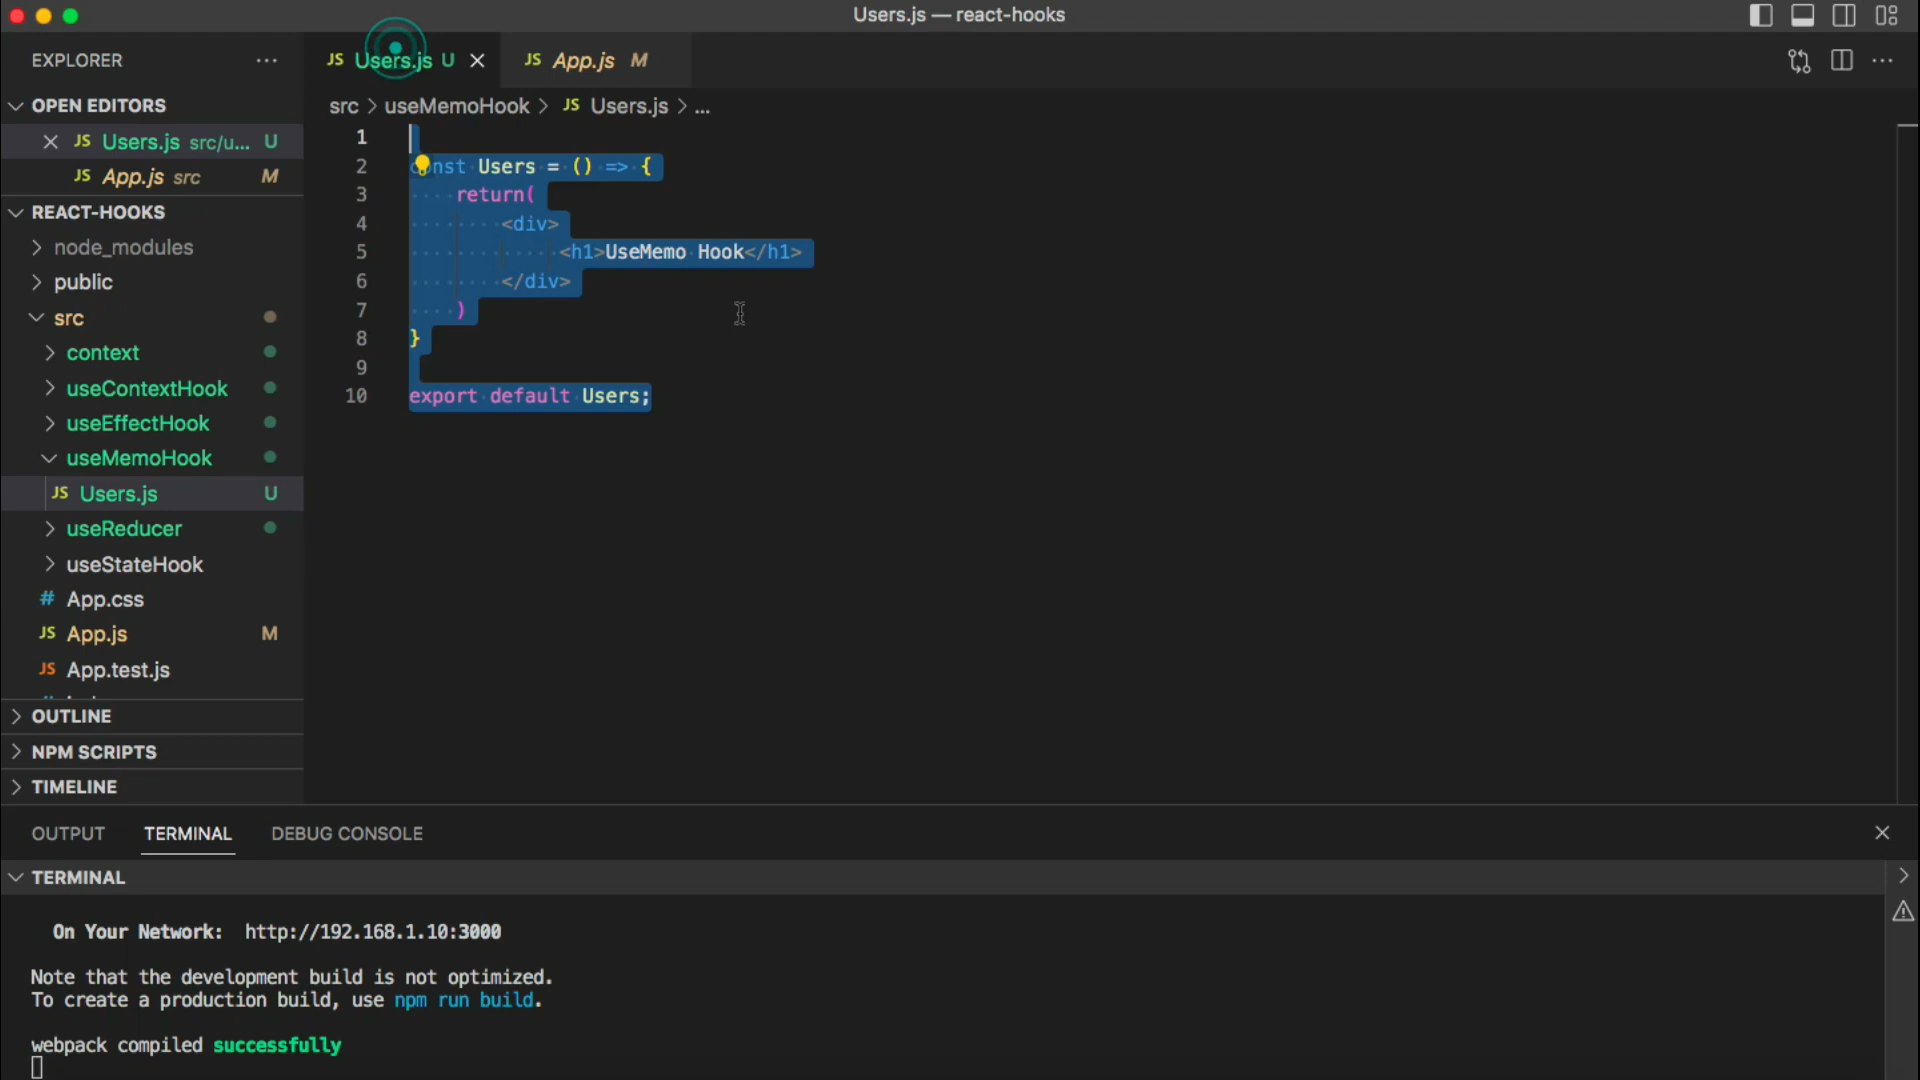 Users.js — react-hooks
EXPLORER
JS Users.js U
JS App.js M
OPEN EDITORS
src > useMemoHook > JS Users.js > ...
JS Users.js src/u... U
JS App.js src M
REACT-HOOKS
node_modules
public
src
context
useContextHook
useEffectHook
useMemoHook
JS Users.js U
useReducer
useStateHook
# App.css
JS App.js M
JS App.test.js
OUTLINE
NPM SCRIPTS
TIMELINE
1
2 const Users = () => {
3 return(
4 <div>
5 <h1>UseMemo Hook</h1>
6 </div>
7 )
8 }
9
10 export default Users;
OUTPUT TERMINAL DEBUG CONSOLE
TERMINAL
On Your Network: http://192.168.1.10:3000
Note that the development build is not optimized.
To create a production build, use npm run build.
webpack compiled successfully